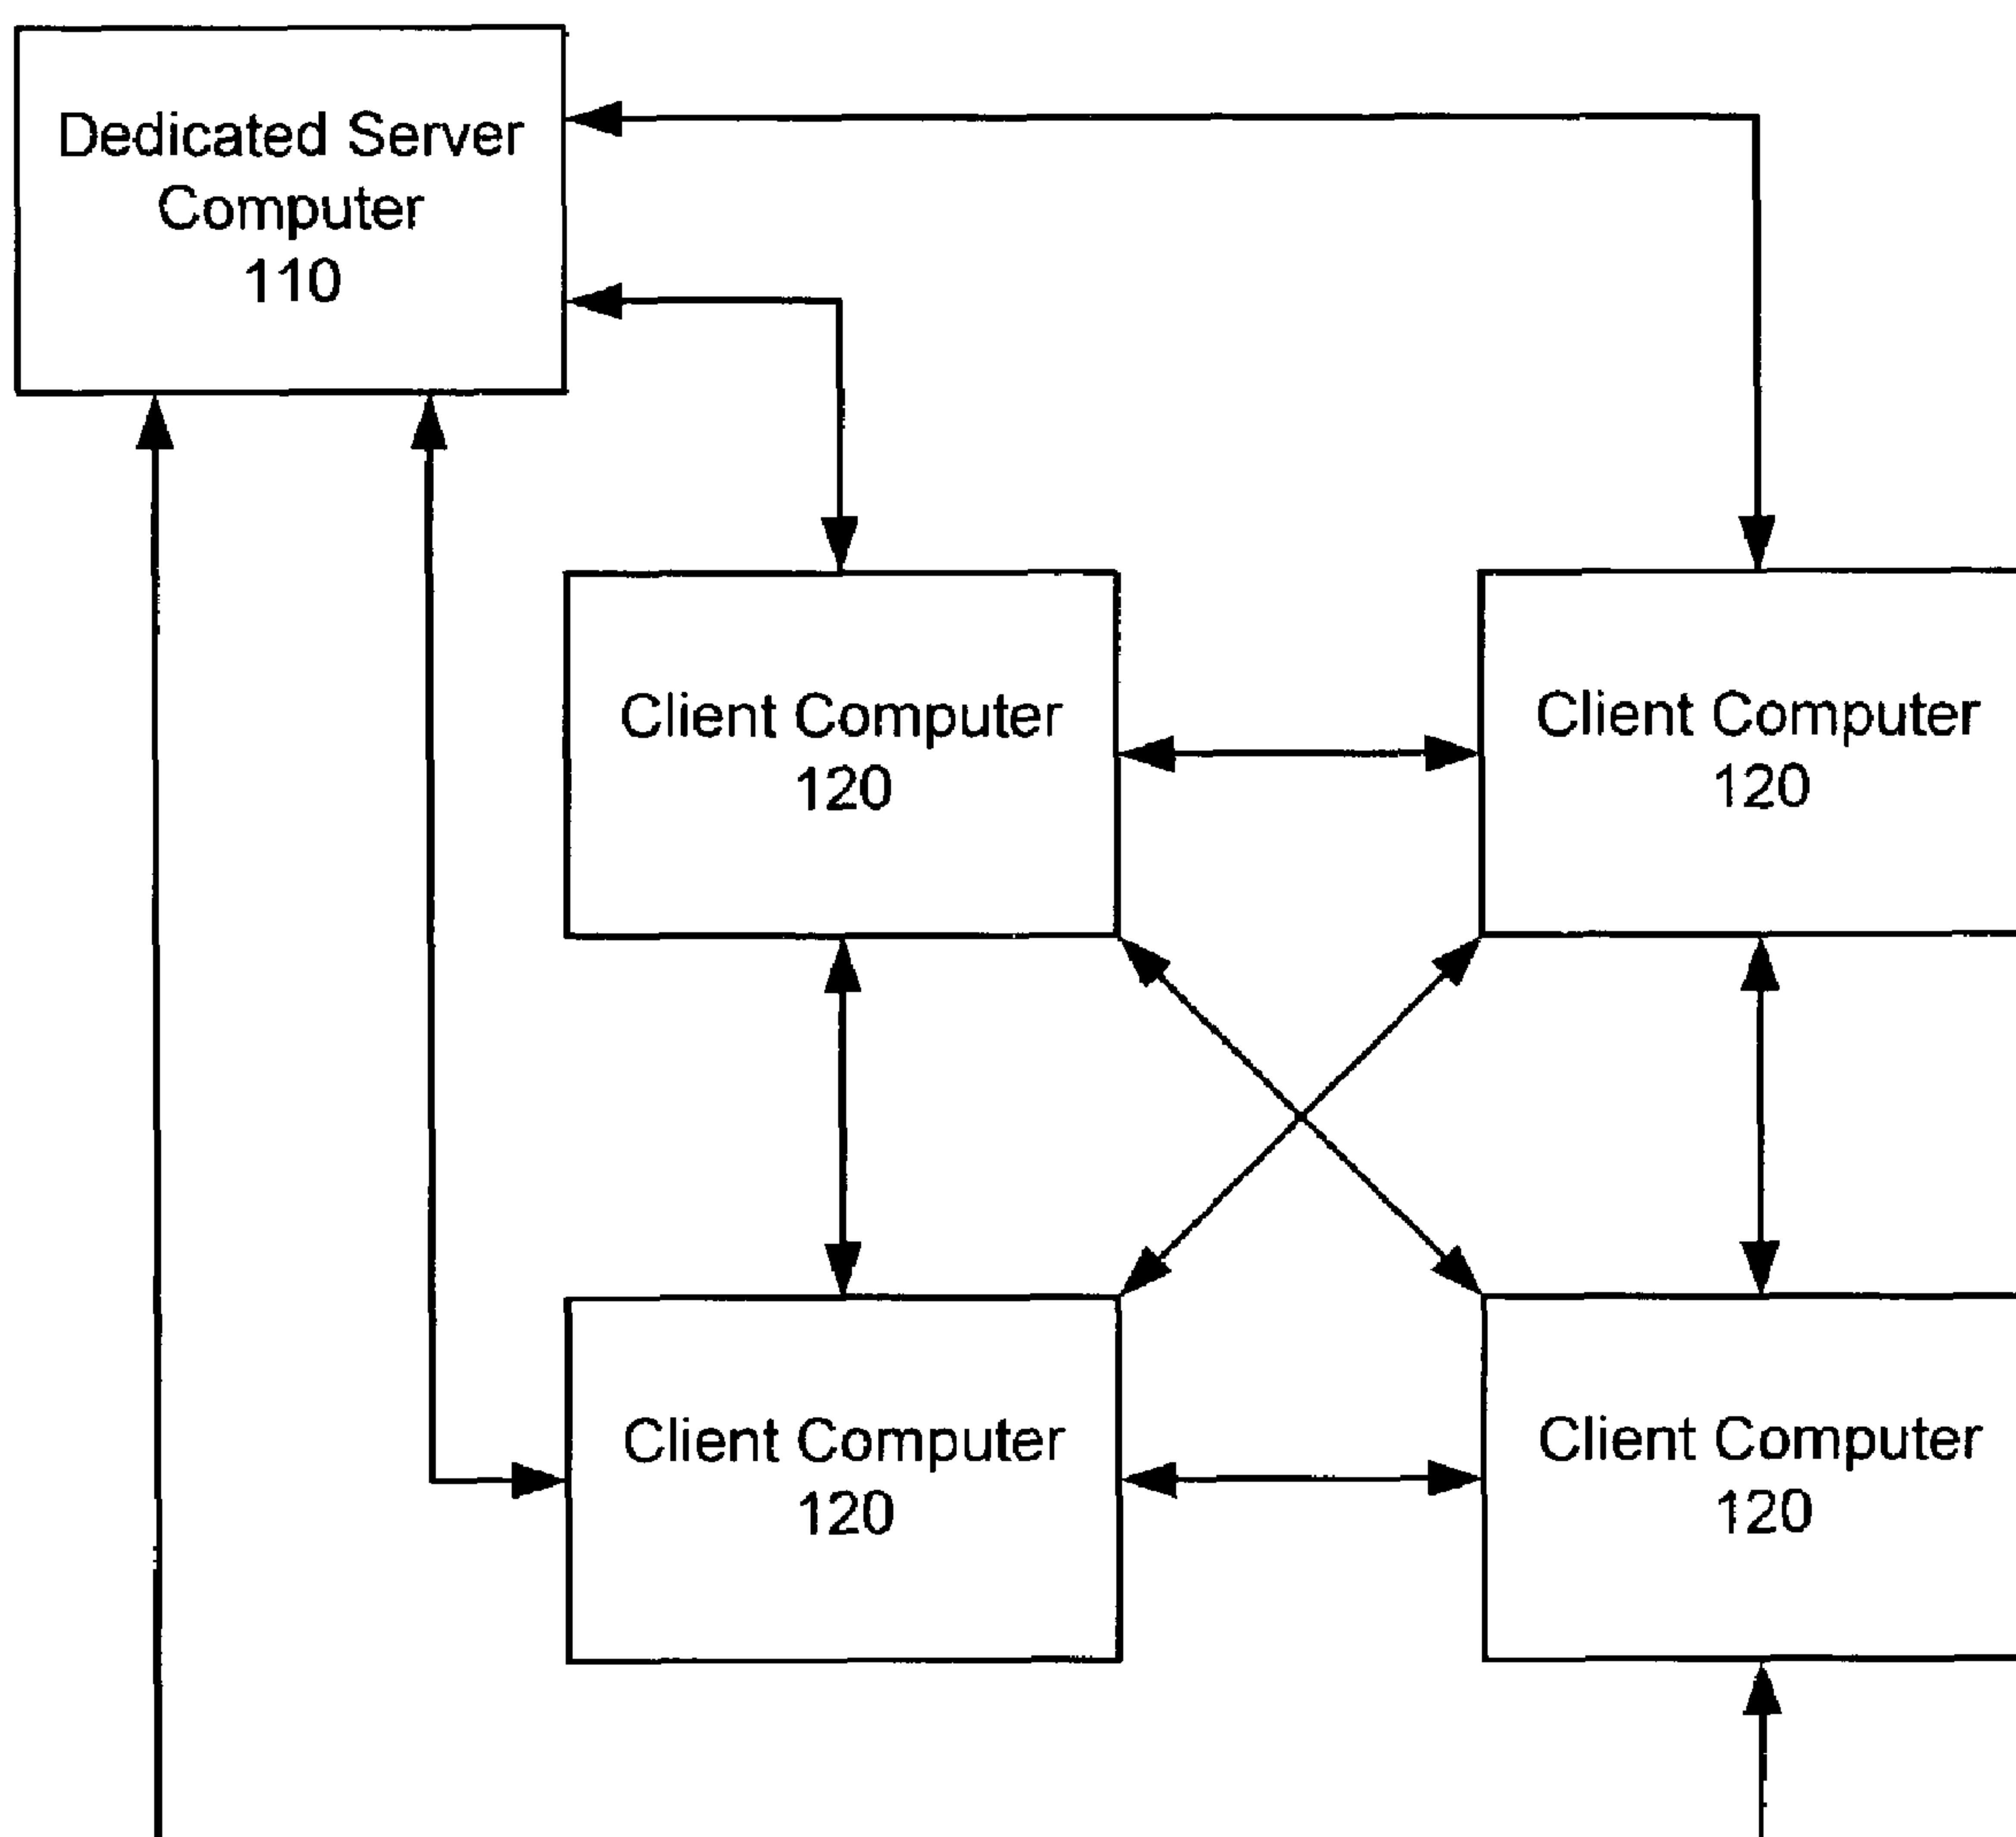 Dedicated Server
Computer
110
Client Computer
120
Client Computer
120
Client Computer
120
Client Computer
120